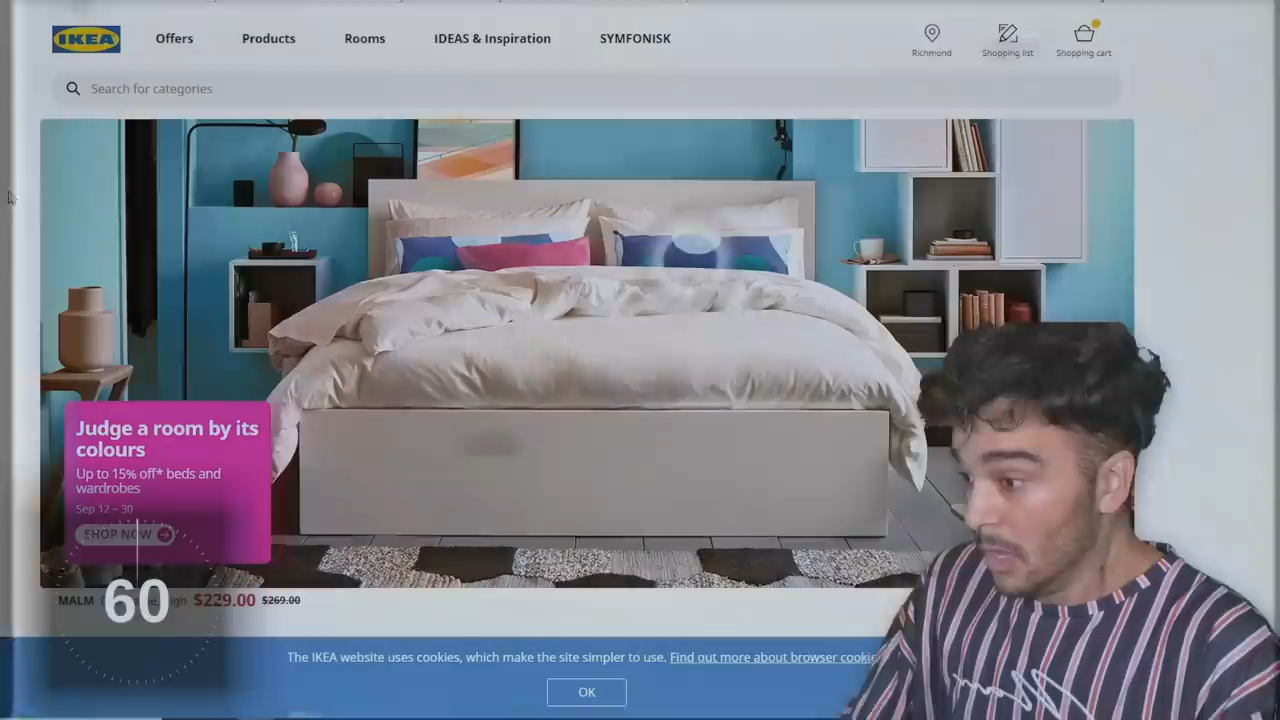 IKEA
Offers
Products
Rooms
IDEAS & Inspiration
SYMFONISK
Richmond
Shopping list
Shopping cart
Search for categories
Judge a room by its
colours
Up to 15% off* beds and
wardrobes
Sep 12 – 30
SHOP NOW
60
MALM
$229.00 $269.00
The IKEA website uses cookies, which make the site simpler to use. Find out more about browser cookie
OK